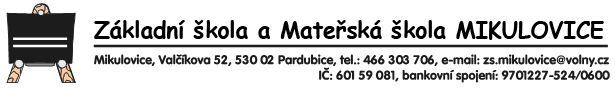 Základní škola a Mateřská škola MIKULOVICE
Mikulovice, Valčíkova 52, 530 02 Pardubice, tel.: 466 303 706, e-mail: zs.mikulovice@volny.cz
IČ: 601 59 081, bankovní spojení: 9701227-524/0600